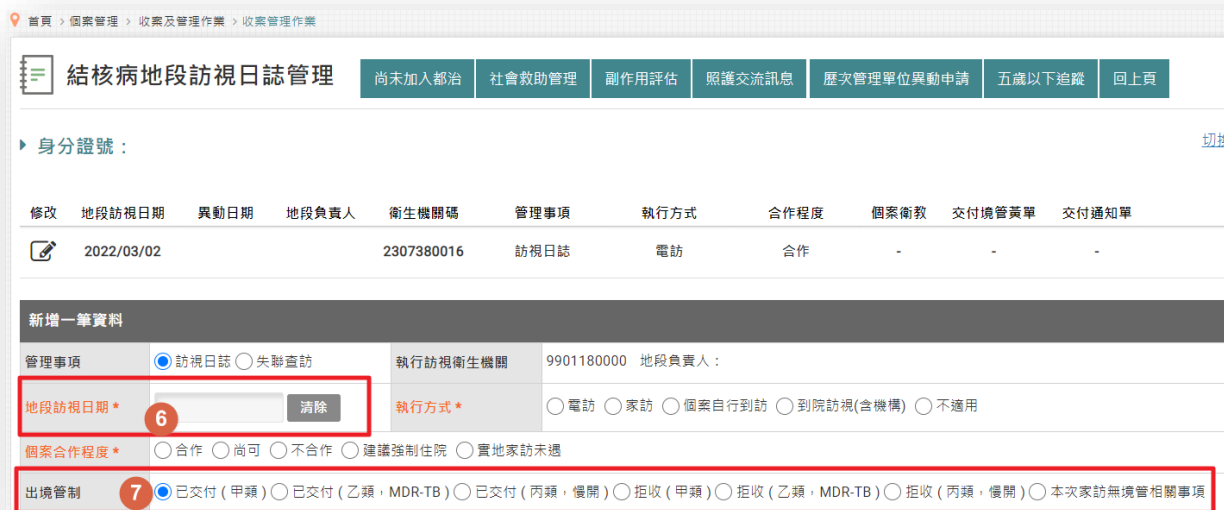 首頁 > 個案管理 > 收案及管理作業 > 收案管理作業
結核病地段訪視日誌管理 尚未加入都治 社會救助管理 副作用評估 照護交流訊息 歷次管理單位異動申請 五歲以下追蹤 回上頁
身分證號：
修改 地段訪視日期 異動日期 地段負責人 衛生機關碼 管理事項 執行方式 合作程度 個案衛教 交付境管黃單 交付通知單
2022/03/02 2307380016 訪視日誌 電訪 合作 - - -
新增一筆資料
管理事項 訪視日誌 失聯查訪 執行訪視衛生機關 9901180000 地段負責人：
地段訪視日期 * 6 清除 執行方式 * 電訪 家訪 個案自行到訪 到院訪視(含機構) 不適用
個案合作程度 * 合作 尚可 不合作 建議強制住院 實地家訪未遇
出境管制 7 已交付 ( 甲類 ) 已交付 ( 乙類，MDR-TB ) 已交付 ( 丙類，慢開 ) 拒收 ( 甲類 ) 拒收 ( 乙類，MDR-TB ) 拒收 ( 丙類，慢開 ) 本次家訪無境管相關事項